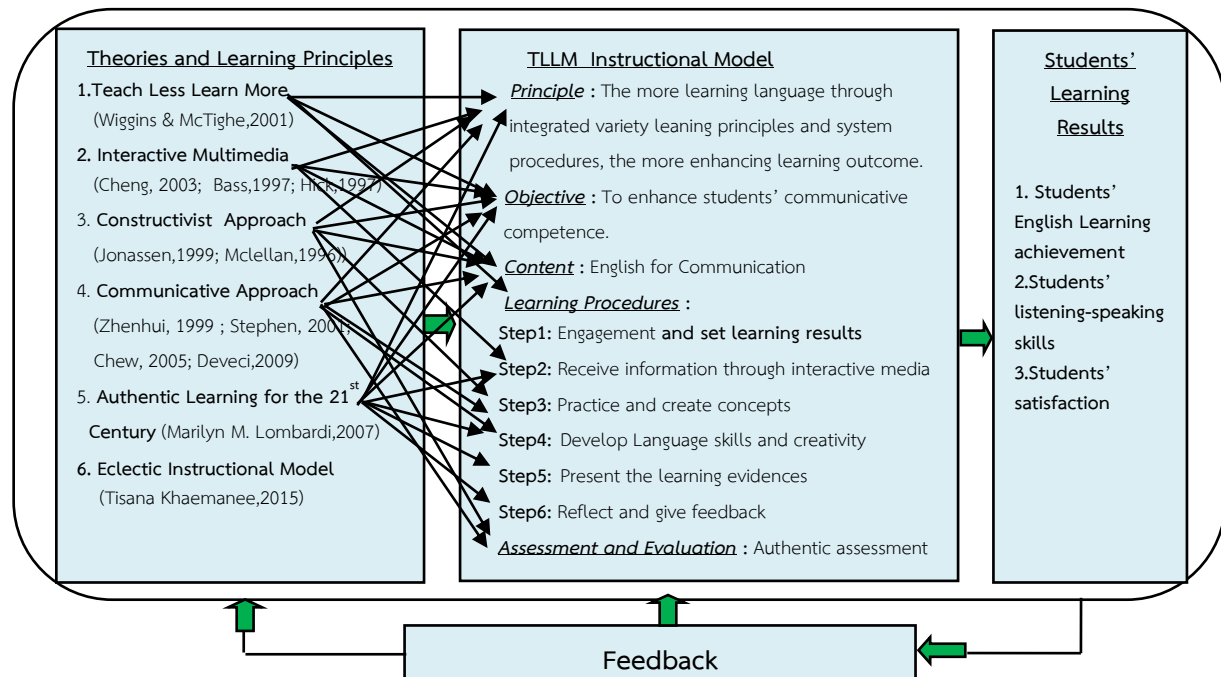 Theories and Learning Principles
1.Teach Less Learn More
(Wiggins & McTighe,2001)
2. Interactive Multimedia
(Cheng, 2003; Bass,1997; Hick,1997)
3. Constructivist Approach
(Jonassen,1999; Mclellan,1996))
4. Communicative Approach
(Zhenhui, 1999 ; Stephen, 2001;
Chew, 2005; Deveci,2009)
5. Authentic Learning for the 21st
Century (Marilyn M. Lombardi,2007)
6. Eclectic Instructional Model
(Tisana Khaemanee,2015)
TLLM Instructional Model
Principle : The more learning language through
integrated variety leaning principles and system
procedures, the more enhancing learning outcome.
Objective : To enhance students’ communicative
competence.
Content : English for Communication
Learning Procedures :
Step1: Engagement and set learning results
Step2: Receive information through interactive media
Step3: Practice and create concepts
Step4: Develop Language skills and creativity
Step5: Present the learning evidences
Step6: Reflect and give feedback
Assessment and Evaluation : Authentic assessment
Students’
Learning
Results
1. Students’
English Learning
achievement
2.Students’
listening-speaking
skills
3.Students’
satisfaction
Feedback